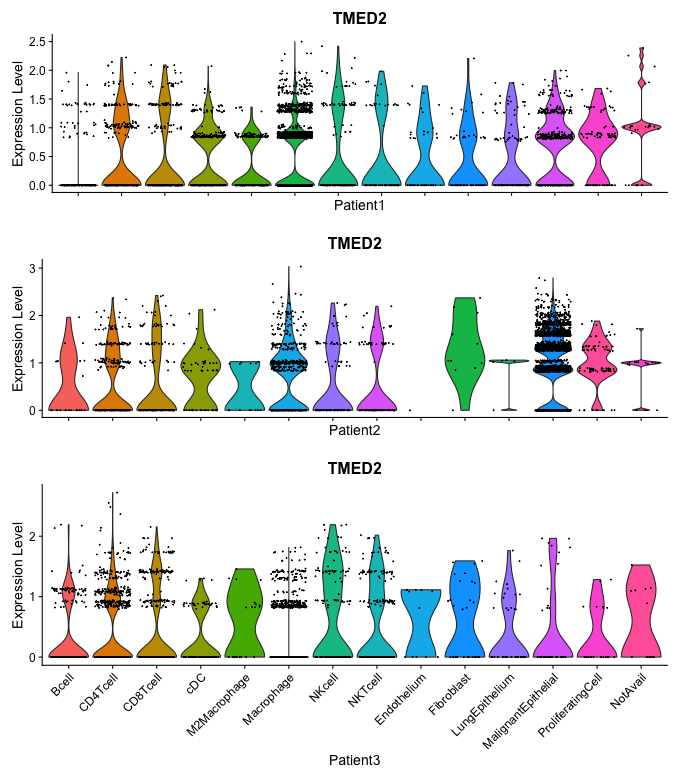 TMED2
Expression Level
2.5
2.0
1.5
1.0
0.5
0.0
Patient1
TMED2
Expression Level
3
2
1
0
Patient2
TMED2
Expression Level
2
1
0
Bcell
CD4Tcell
CD8Tcell
cDC
M2Macrophage
Macrophage
NKcell
NKTcell
Endothelium
Fibroblast
LungEpithelium
MalignantEpithelial
ProliferatingCell
NotAvail
Patient3